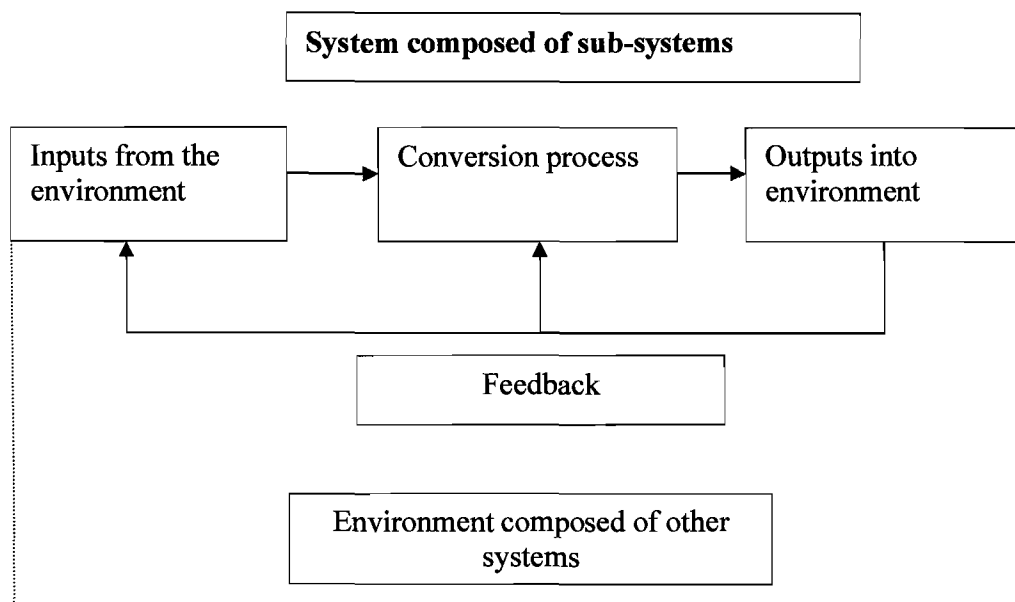 System composed of sub-systems
Inputs from the
environment
Conversion process
Outputs into
environment
Feedback
Environment composed of other
systems